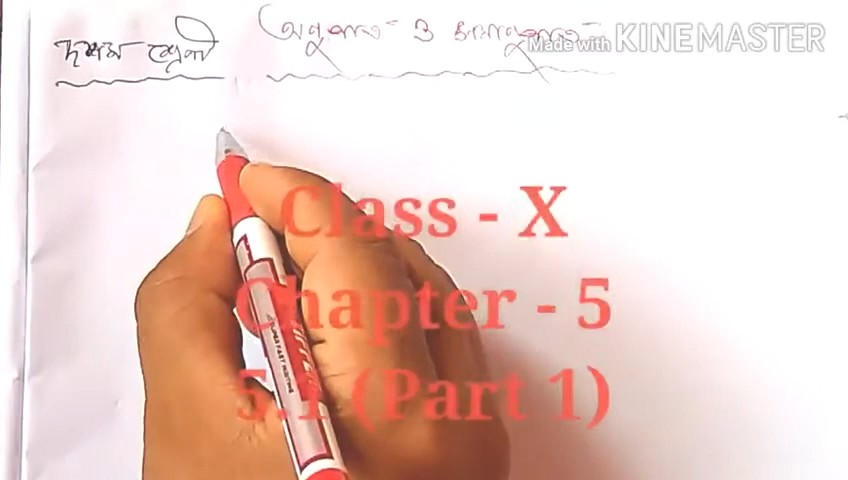 দশম শ্রেণী
অনুপাত ও সমানুপাত
Made with KINEMASTER
Class - X
Chapter - 5
5.1 (Part 1)